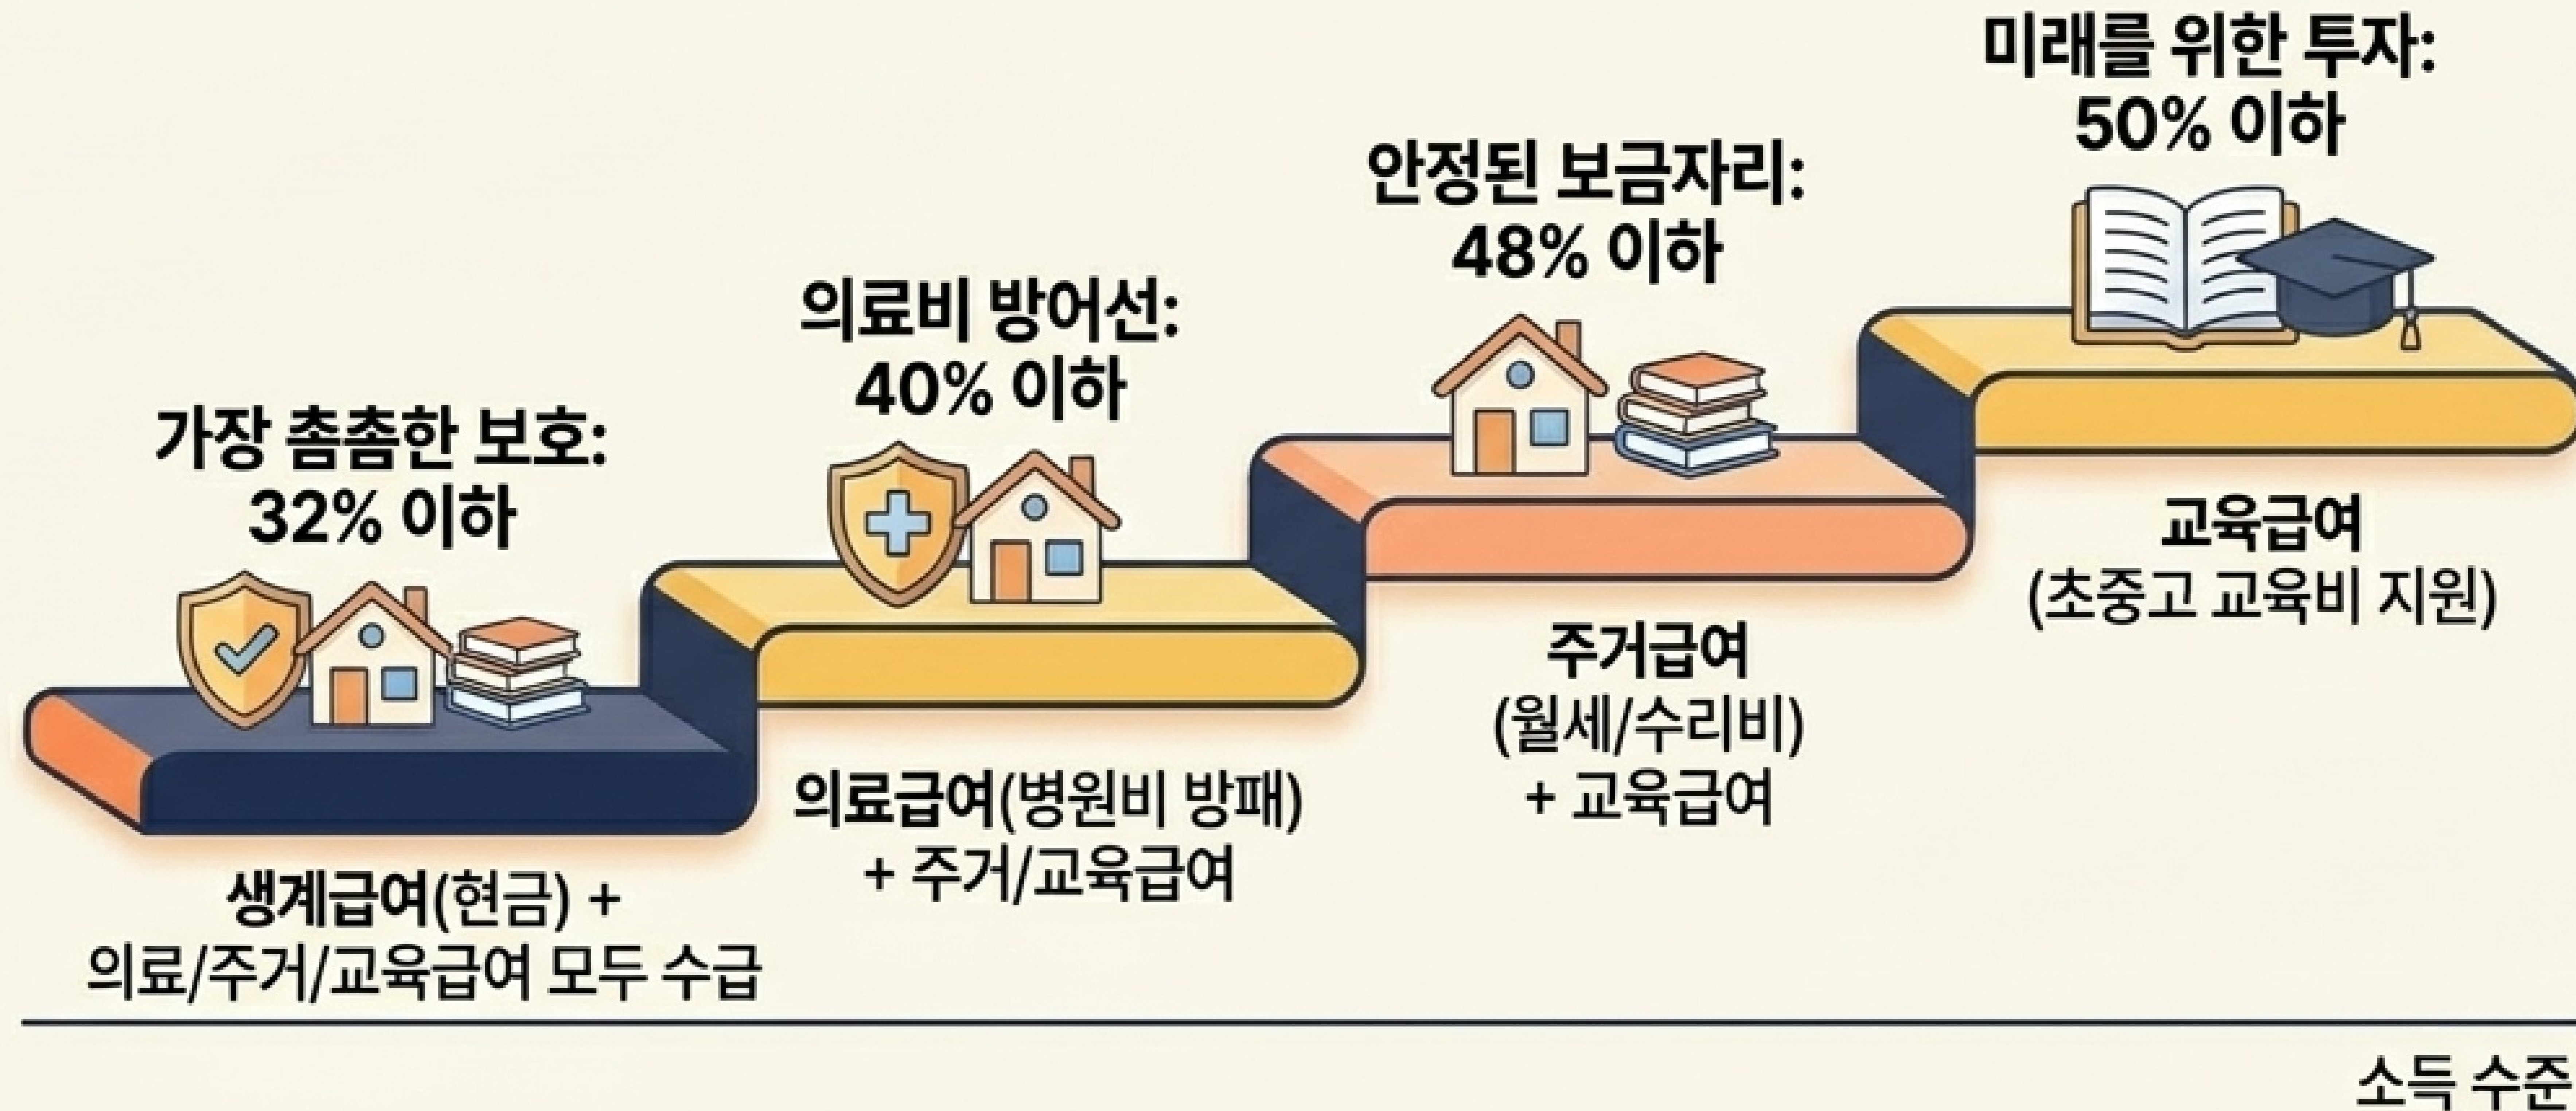 가장 촘촘한 보호:
32% 이하
생계급여(현금) +
의료/주거/교육급여 모두 수급
의료비 방어선:
40% 이하
의료급여(병원비 방패)
+ 주거/교육급여
안정된 보금자리:
48% 이하
주거급여
(월세/수리비)
+ 교육급여
미래를 위한 투자:
50% 이하
교육급여
(초중고 교육비 지원)
소득 수준